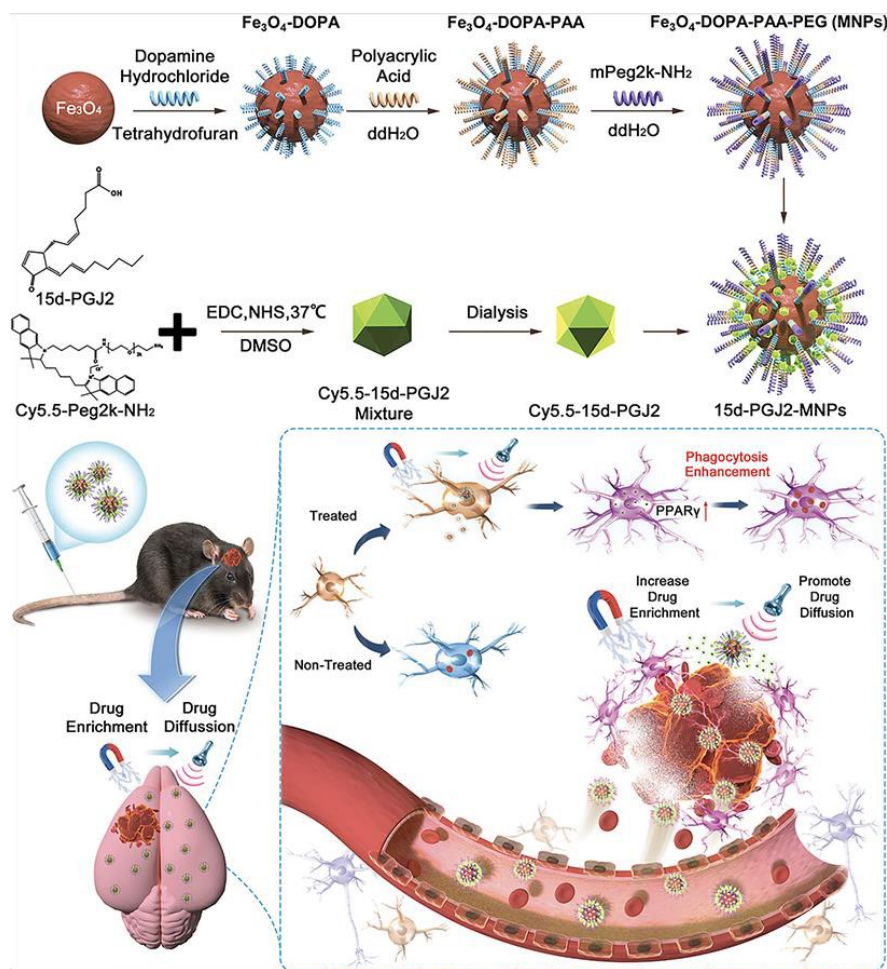 Fe₃O₄-DOPA
Fe₃O₄-DOPA-PAA
Fe₃O₄-DOPA-PAA-PEG (MNPs)
Dopamine
Hydrochloride
Tetrahydrofuran
Polyacrylic
Acid
ddH₂O
mPeg2k-NH₂
ddH₂O
Fe₃O₄
O
OH
O
15d-PGJ2
Cy5.5-Peg2k-NH₂
EDC,NHS,37℃
DMSO
Dialysis
Cy5.5-15d-PGJ2
Mixture
Cy5.5-15d-PGJ2
15d-PGJ2-MNPs
Treated
Non-Treated
PPARγ
Phagocytosis
Enhancement
Increase
Drug
Enrichment
Promote
Drug
Diffusion
Drug
Enrichment
Drug
Diffussion